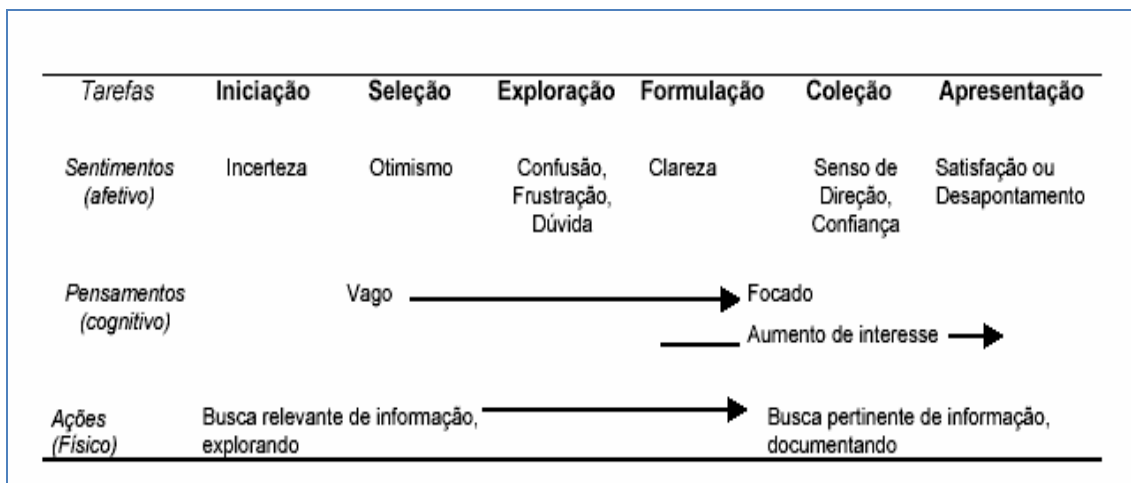 Tarefas Iniciação Seleção Exploração Formulação Coleção Apresentação
Sentimentos Incerteza Otimismo Confusão, Clareza Senso de Satisfação ou
(afetivo) Frustração, Direção, Desapontamento
Dúvida Confiança
Pensamentos Vago Focado
(cognitivo)
Aumento de interesse
Ações Busca relevante de informação, Busca pertinente de informação,
(Físico) explorando documentando